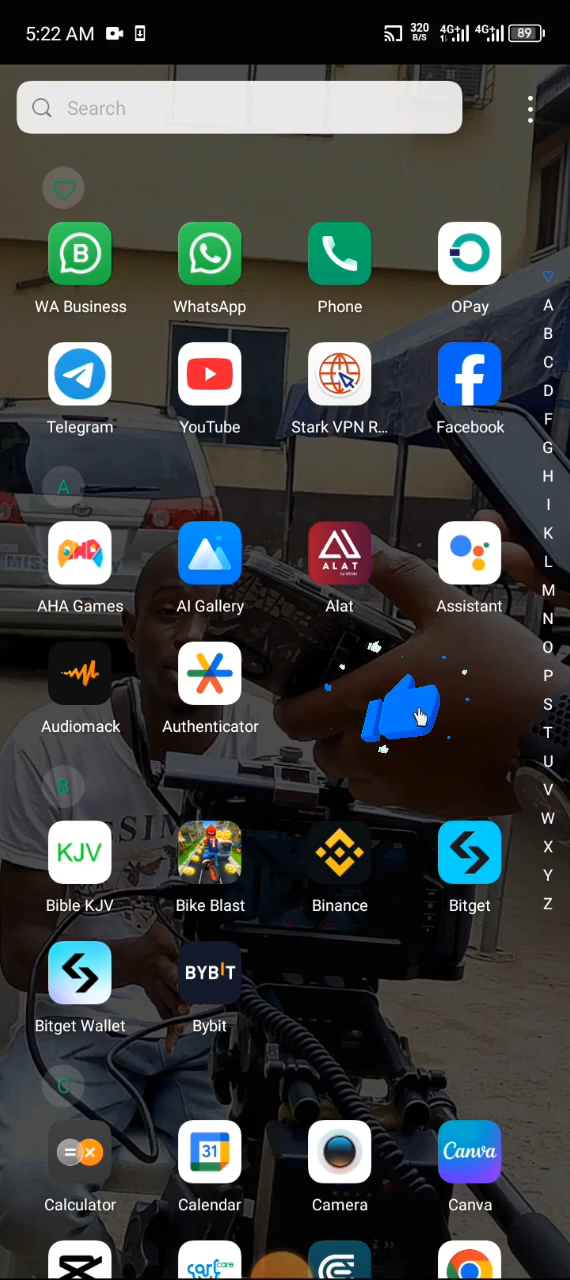 5:22 AM 320 B/S 4G+ 4G+ 89
Search
WA Business WhatsApp Phone OPay
Telegram YouTube Stark VPN R... Facebook
A
ALAT
AHA Games AI Gallery Alat Assistant
Audiomack Authenticator
B
KJV
Bible KJV Bike Blast Binance Bitget
BYBIT
Bitget Wallet Bybit
C
31 Canva
Calculator Calendar Camera Canva
carlcare
A
B
C
D
F
G
H
I
K
L
M
N
O
P
S
T
U
V
W
X
Y
Z